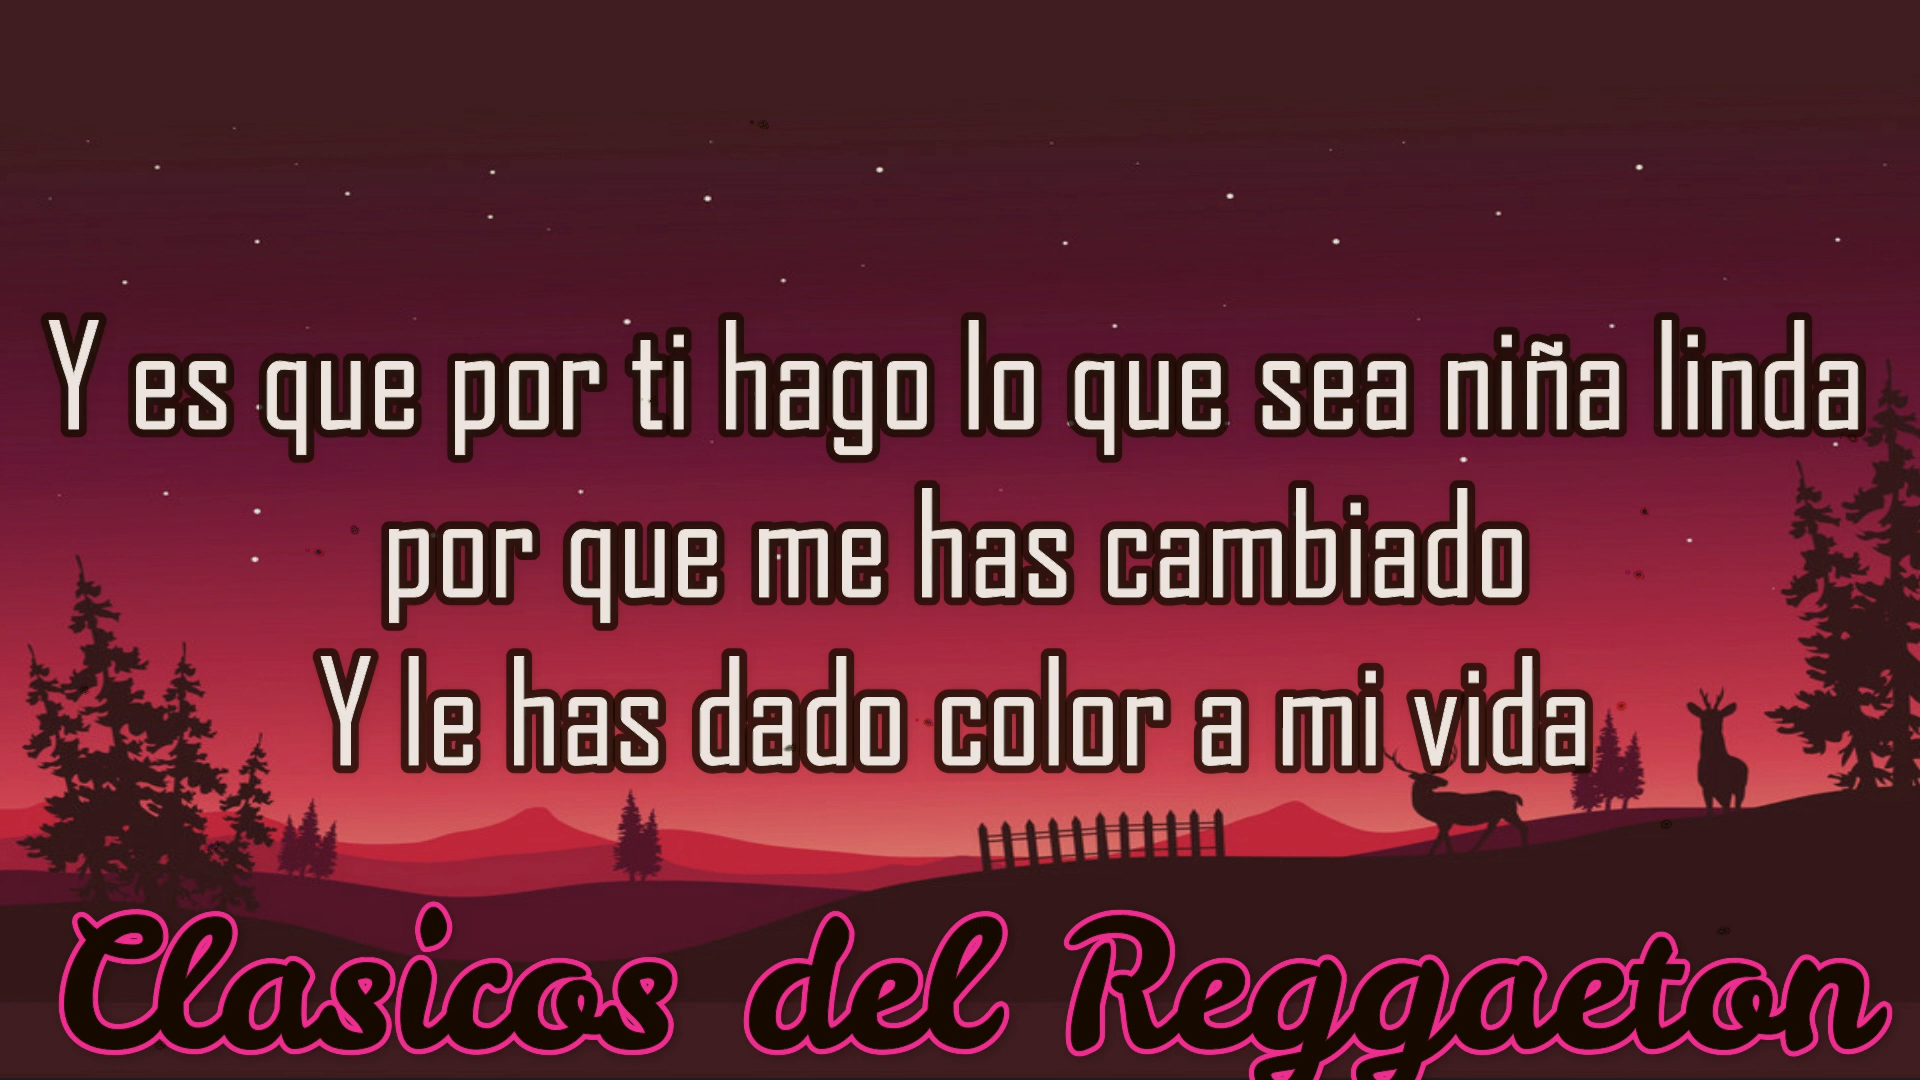 Y es que por ti hago lo que sea niña linda
por que me has cambiado
Y le has dado color a mi vida
Clasicos del Reggaeton